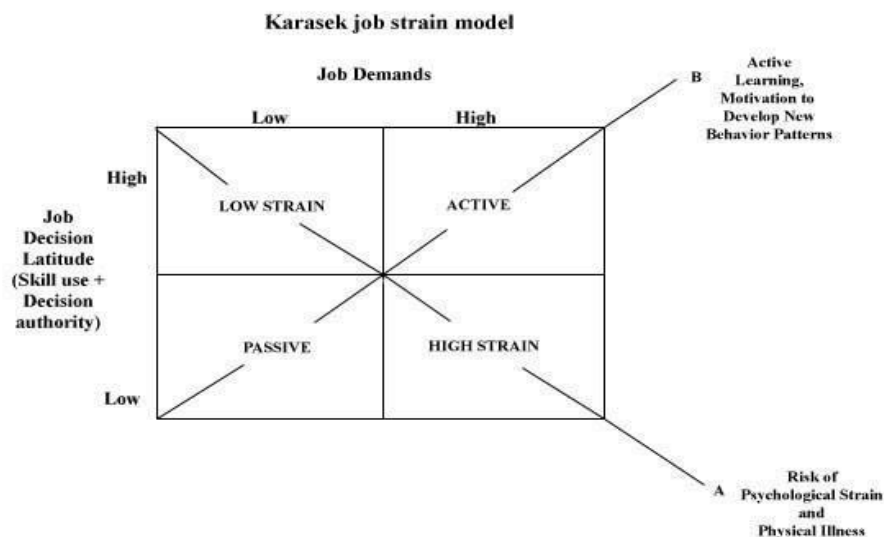 Karasek job strain model
Job Demands
Low
High
B
Active
Learning,
Motivation to
Develop New
Behavior Patterns
High
Job
Decision
Latitude
(Skill use +
Decision
authority)
Low
LOW STRAIN
ACTIVE
PASSIVE
HIGH STRAIN
A
Risk of
Psychological Strain
and
Physical Illness